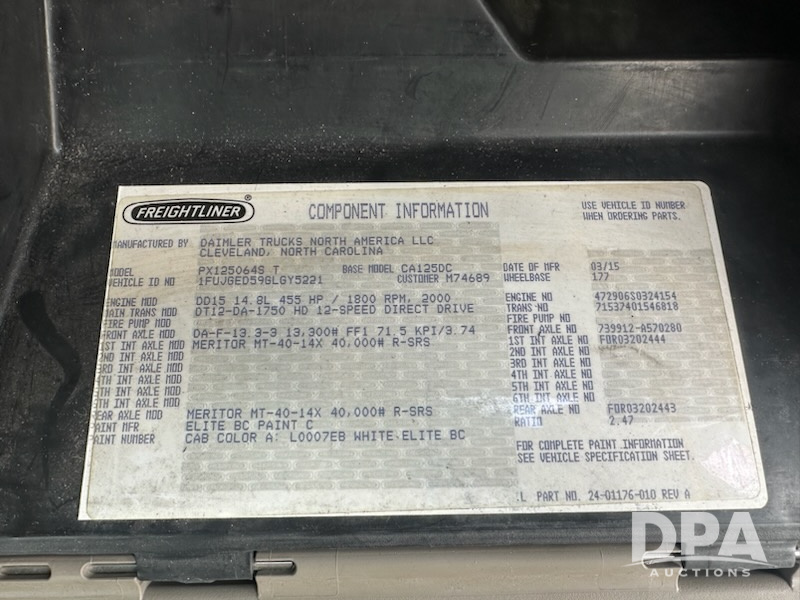 FREIGHTLINER
COMPONENT INFORMATION
USE VEHICLE ID NUMBER
WHEN ORDERING PARTS.
MANUFACTURED BY DAIMLER TRUCKS NORTH AMERICA LLC
CLEVELAND, NORTH CAROLINA
MODEL PX125064S T BASE MODEL CA125DC DATE OF MFR 03/15
VEHICLE ID NO 1FUJGED59GLGY5221 CUSTOMER M74689 WHEELBASE 177
ENGINE MOD DD15 14.8L 455 HP / 1800 RPM, 2000 ENGINE NO 472906S0324154
MAIN TRANS MOD DT12-DA-1750 HD 12-SPEED DIRECT DRIVE TRANS NO 71537401546818
FIRE PUMP MOD FIRE PUMP NO
FRONT AXLE MOD DA-F-13.3-3 13,300# FF1 71.5 KPI/3.74 FRONT AXLE NO 739912-A570280
1ST INT AXLE MOD MERITOR MT-40-14X 40,000# R-SRS 1ST INT AXLE NO FOR03202444
2ND INT AXLE MOD 2ND INT AXLE NO
3RD INT AXLE MOD 3RD INT AXLE NO
4TH INT AXLE MOD 4TH INT AXLE NO
5TH INT AXLE MOD 5TH INT AXLE NO
6TH INT AXLE MOD 6TH INT AXLE NO
REAR AXLE MOD MERITOR MT-40-14X 40,000# R-SRS REAR AXLE NO FOR03202443
PAINT MFR ELITE BC PAINT C RATIO 2.47
PAINT NUMBER CAB COLOR A: L0007EB WHITE ELITE BC
FOR COMPLETE PAINT INFORMATION
SEE VEHICLE SPECIFICATION SHEET.
PART NO. 24-01176-010 REV A
DPA
AUCTIONS